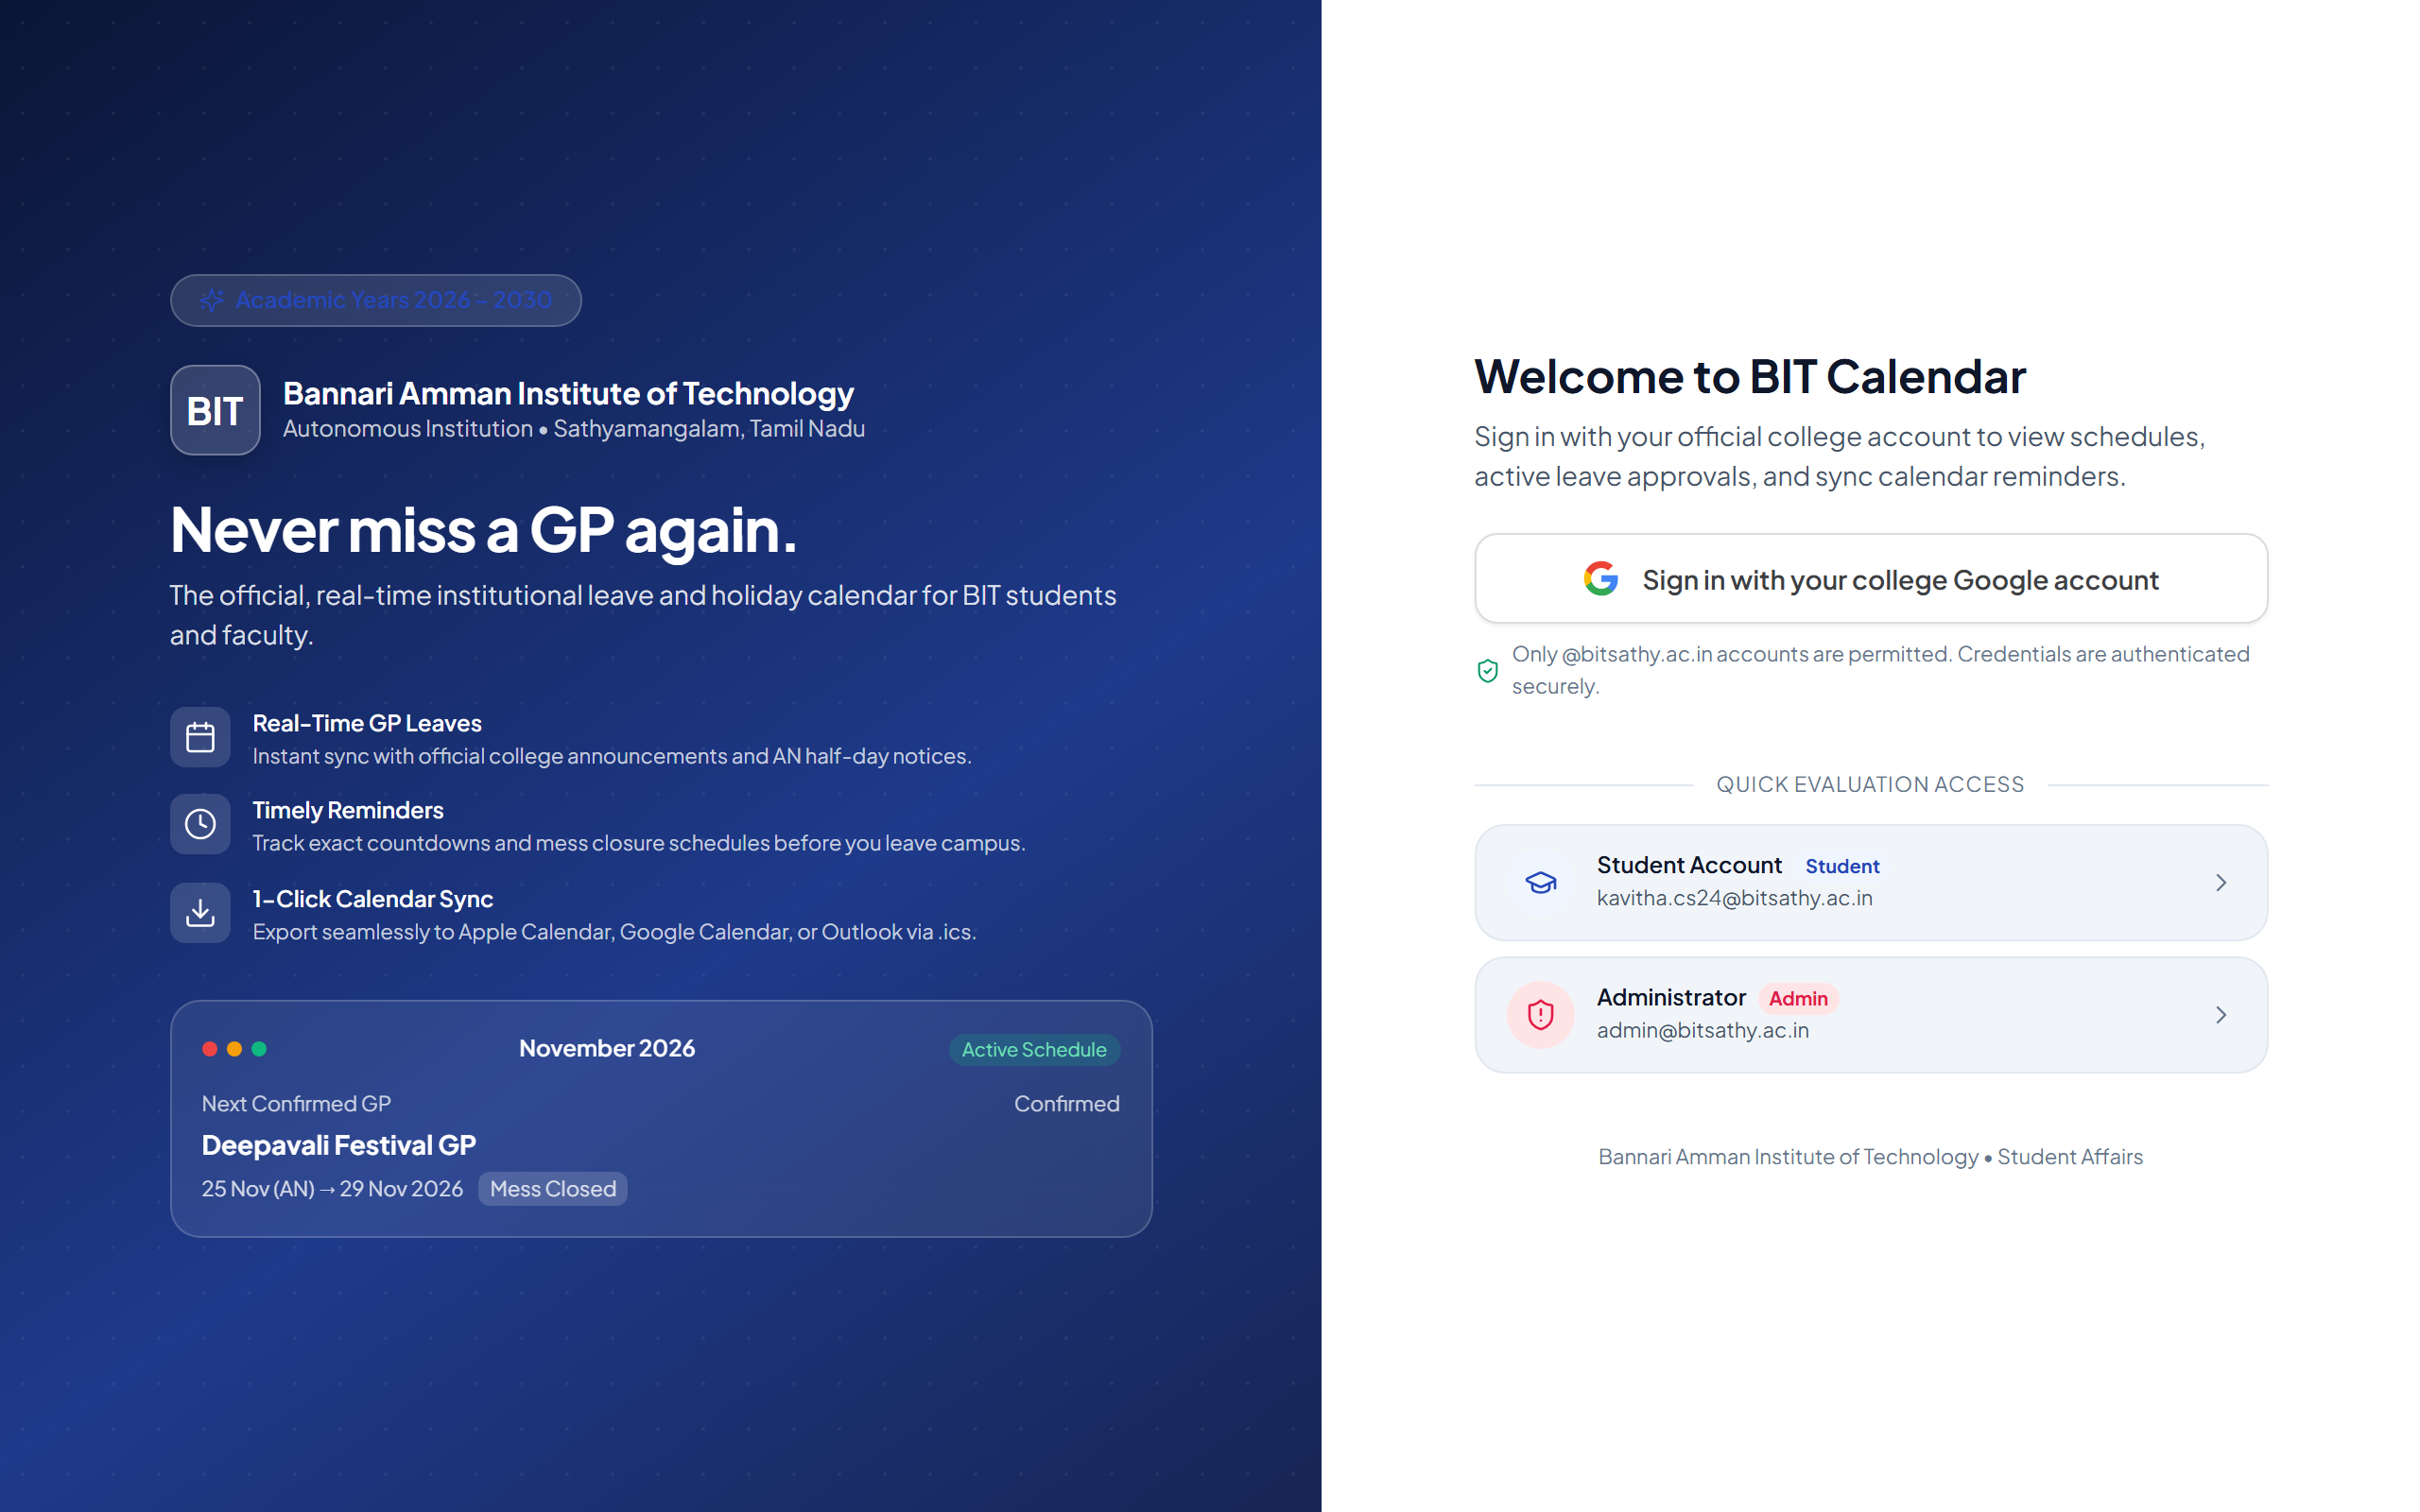 Academic Years 2026 – 2030
BIT
Bannari Amman Institute of Technology
Autonomous Institution • Sathyamangalam, Tamil Nadu
Never miss a GP again.
The official, real-time institutional leave and holiday calendar for BIT students
and faculty.
Real-Time GP Leaves
Instant sync with official college announcements and AN half-day notices.
Timely Reminders
Track exact countdowns and mess closure schedules before you leave campus.
1-Click Calendar Sync
Export seamlessly to Apple Calendar, Google Calendar, or Outlook via .ics.
November 2026
Active Schedule
Next Confirmed GP
Confirmed
Deepavali Festival GP
25 Nov (AN) → 29 Nov 2026
Mess Closed
Welcome to BIT Calendar
Sign in with your official college account to view schedules,
active leave approvals, and sync calendar reminders.
Sign in with your college Google account
Only @bitsathy.ac.in accounts are permitted. Credentials are authenticated
securely.
QUICK EVALUATION ACCESS
Student Account
Student
kavitha.cs24@bitsathy.ac.in
Administrator
Admin
admin@bitsathy.ac.in
Bannari Amman Institute of Technology • Student Affairs